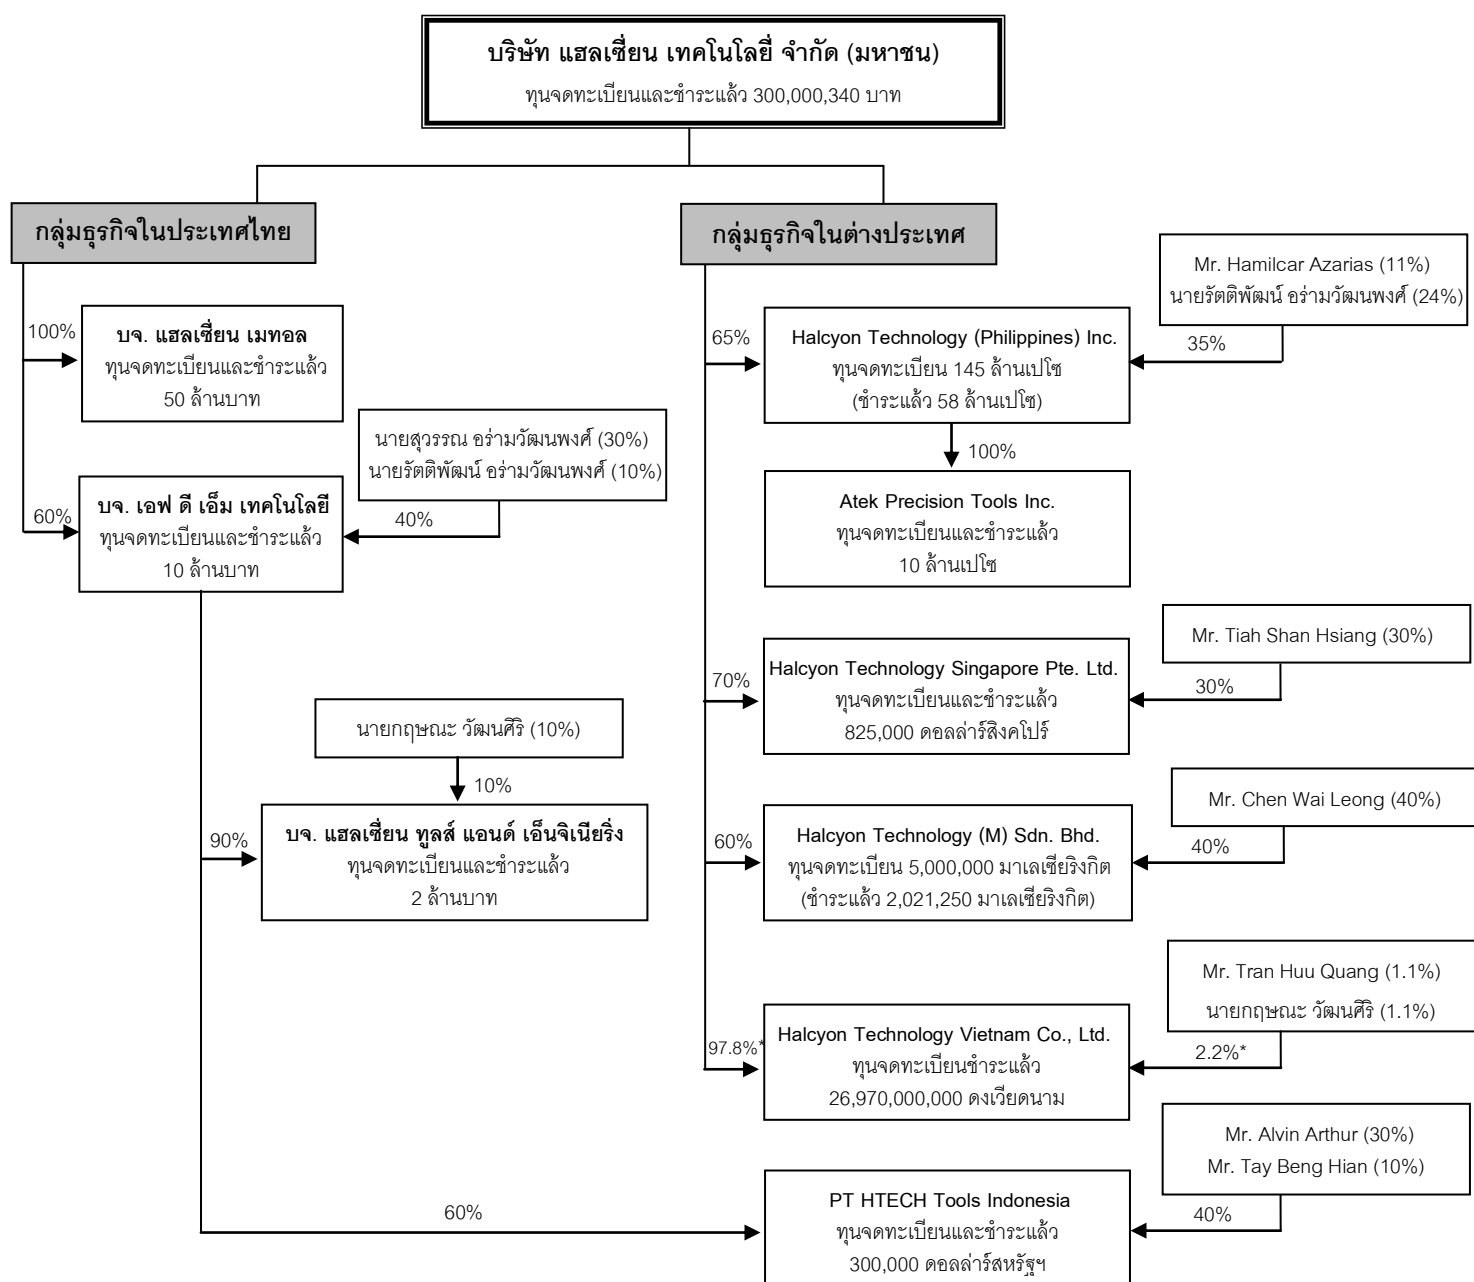 บริษัท แฮลเซี่ยน เทคโนโลยี่ จำกัด (มหาชน)
ทุนจดทะเบียนและชำระแล้ว 300,000,340 บาท
กลุ่มธุรกิจในประเทศไทย
กลุ่มธุรกิจในต่างประเทศ
100%
บจ. แฮลเซี่ยน เมทอล
ทุนจดทะเบียนและชำระแล้ว
50 ล้านบาท
65%
Halcyon Technology (Philippines) Inc.
ทุนจดทะเบียน 145 ล้านเปโซ
(ชำระแล้ว 58 ล้านเปโซ)
Mr. Hamilcar Azarias (11%)
นายรัตติพัฒน์ อร่ามวัฒนพงศ์ (24%)
35%
100%
Atek Precision Tools Inc.
ทุนจดทะเบียนและชำระแล้ว
10 ล้านเปโซ
นายสุวรรณ อร่ามวัฒนพงศ์ (30%)
นายรัตติพัฒน์ อร่ามวัฒนพงศ์ (10%)
40%
60%
บจ. เอฟ ดี เอ็ม เทคโนโลยี
ทุนจดทะเบียนและชำระแล้ว
10 ล้านบาท
70%
Halcyon Technology Singapore Pte. Ltd.
ทุนจดทะเบียนและชำระแล้ว
825,000 ดอลล่าร์สิงคโปร์
Mr. Tiah Shan Hsiang (30%)
30%
นายกฤษณะ วัฒนศิริ (10%)
10%
90%
บจ. แฮลเซี่ยน ทูลส์ แอนด์ เอ็นจิเนียริ่ง
ทุนจดทะเบียนและชำระแล้ว
2 ล้านบาท
60%
Halcyon Technology (M) Sdn. Bhd.
ทุนจดทะเบียน 5,000,000 มาเลเซียริงกิต
(ชำระแล้ว 2,021,250 มาเลเซียริงกิต)
Mr. Chen Wai Leong (40%)
40%
97.8%*
Halcyon Technology Vietnam Co., Ltd.
ทุนจดทะเบียนชำระแล้ว
26,970,000,000 ดงเวียดนาม
Mr. Tran Huu Quang (1.1%)
นายกฤษณะ วัฒนศิริ (1.1%)
2.2%*
60%
PT HTECH Tools Indonesia
ทุนจดทะเบียนและชำระแล้ว
300,000 ดอลล่าร์สหรัฐฯ
Mr. Alvin Arthur (30%)
Mr. Tay Beng Hian (10%)
40%